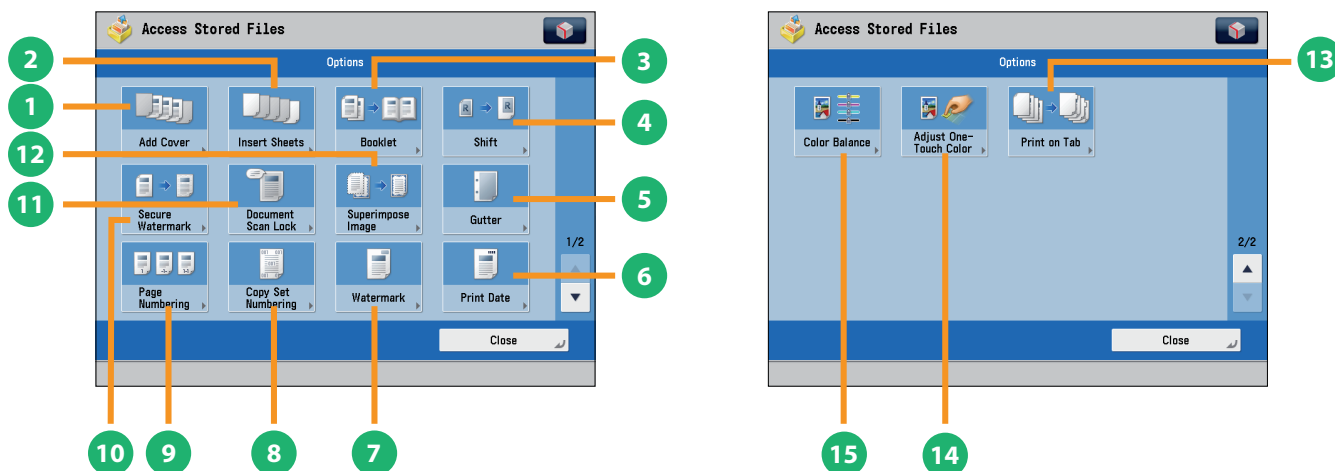 Access Stored Files
Options
2
3
1
4
Add Cover
Insert Sheets
Booklet
Shift
12
11
5
Secure
Watermark
Document
Scan Lock
Superimpose
Image
Gutter
1/2
6
Page
Numbering
Copy Set
Numbering
Watermark
Print Date
Close
10
9
8
7
Access Stored Files
Options
13
Color Balance
Adjust One-
Touch Color
Print on Tab
2/2
Close
15
14